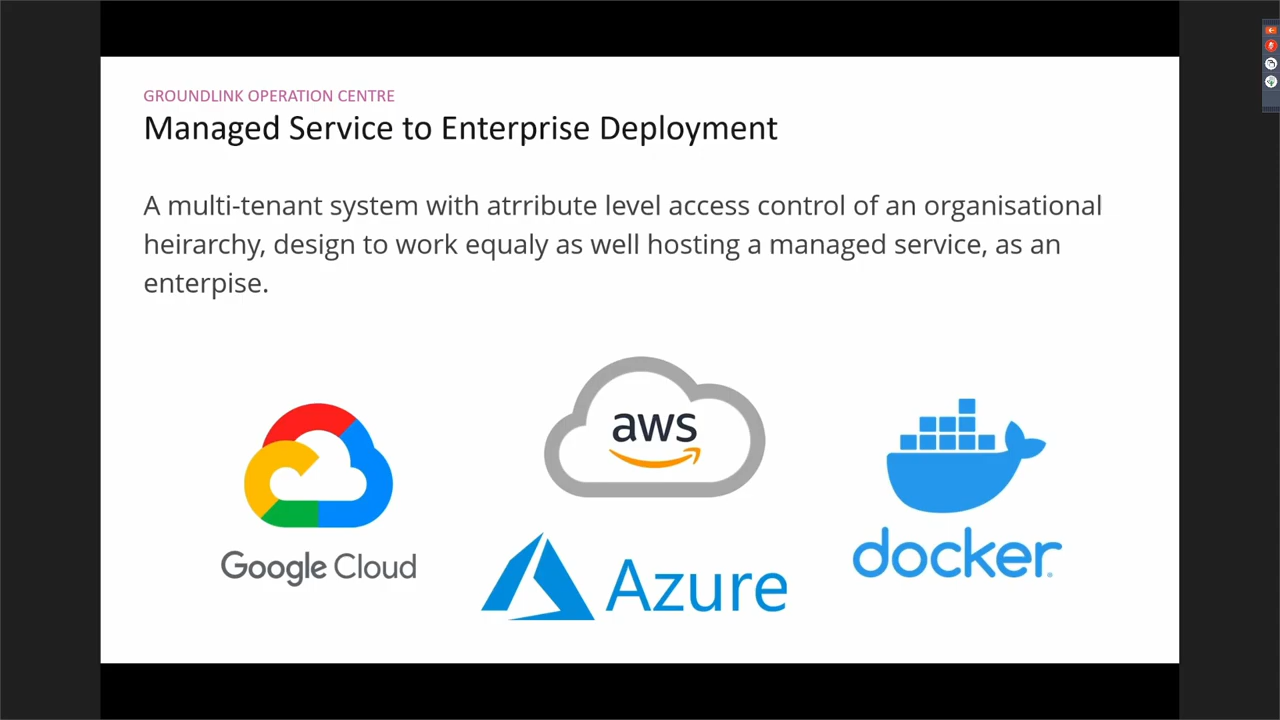 GROUNDLINK OPERATION CENTRE
Managed Service to Enterprise Deployment
A multi-tenant system with atrribute level access control of an organisational
heirarchy, design to work equaly as well hosting a managed service, as an
enterpise.
aws
Google Cloud
Azure
docker